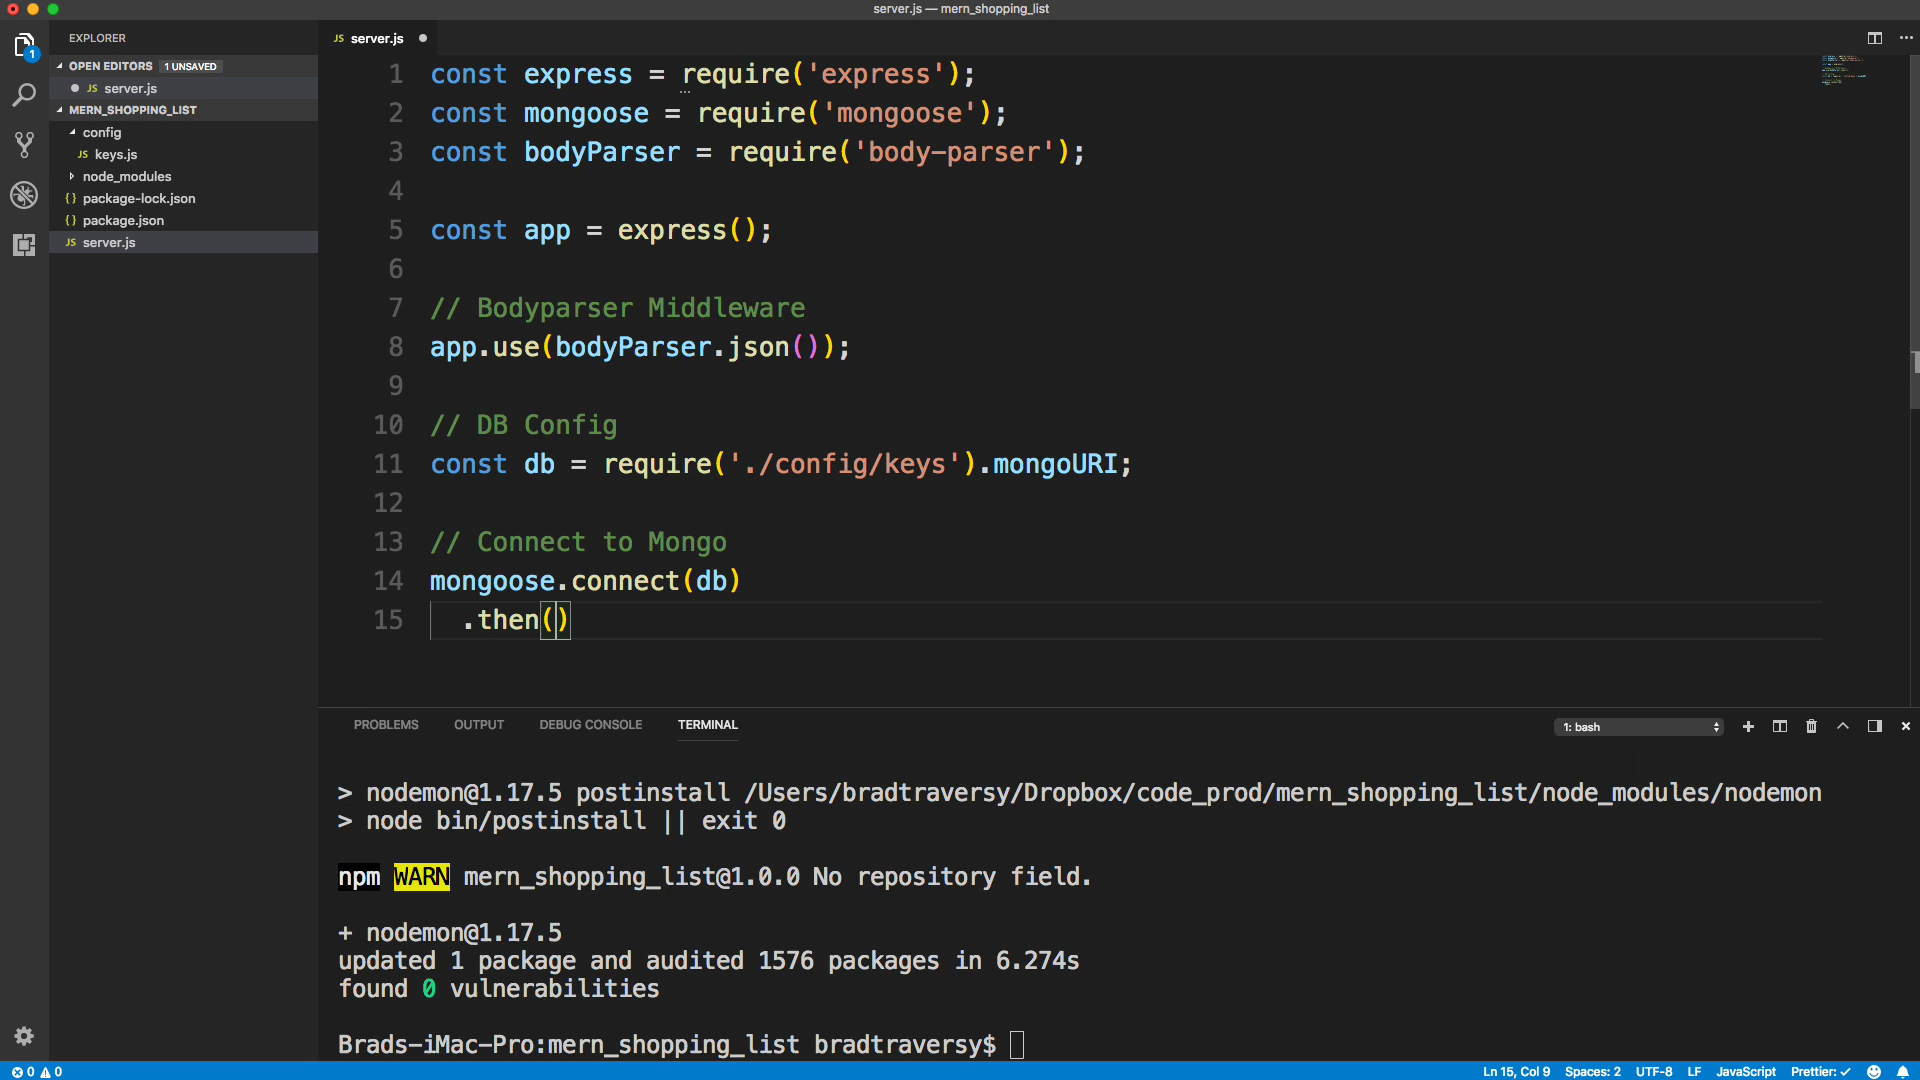 server.js — mern_shopping_list
EXPLORER
OPEN EDITORS 1 UNSAVED
JS server.js
MERN_SHOPPING_LIST
config
JS keys.js
node_modules
{} package-lock.json
{} package.json
JS server.js
1
JS server.js
1 const express = require('express');
2 const mongoose = require('mongoose');
3 const bodyParser = require('body-parser');
4
5 const app = express();
6
7 // Bodyparser Middleware
8 app.use(bodyParser.json());
9
10 // DB Config
11 const db = require('./config/keys').mongoURI;
12
13 // Connect to Mongo
14 mongoose.connect(db)
15 .then()
PROBLEMS OUTPUT DEBUG CONSOLE TERMINAL 1: bash
> nodemon@1.17.5 postinstall /Users/bradtraversy/Dropbox/code_prod/mern_shopping_list/node_modules/nodemon
> node bin/postinstall || exit 0
npm WARN mern_shopping_list@1.0.0 No repository field.
+ nodemon@1.17.5
updated 1 package and audited 1576 packages in 6.274s
found 0 vulnerabilities
Brads-iMac-Pro:mern_shopping_list bradtraversy$
0 0 Ln 15, Col 9 Spaces: 2 UTF-8 LF JavaScript Prettier: ✓